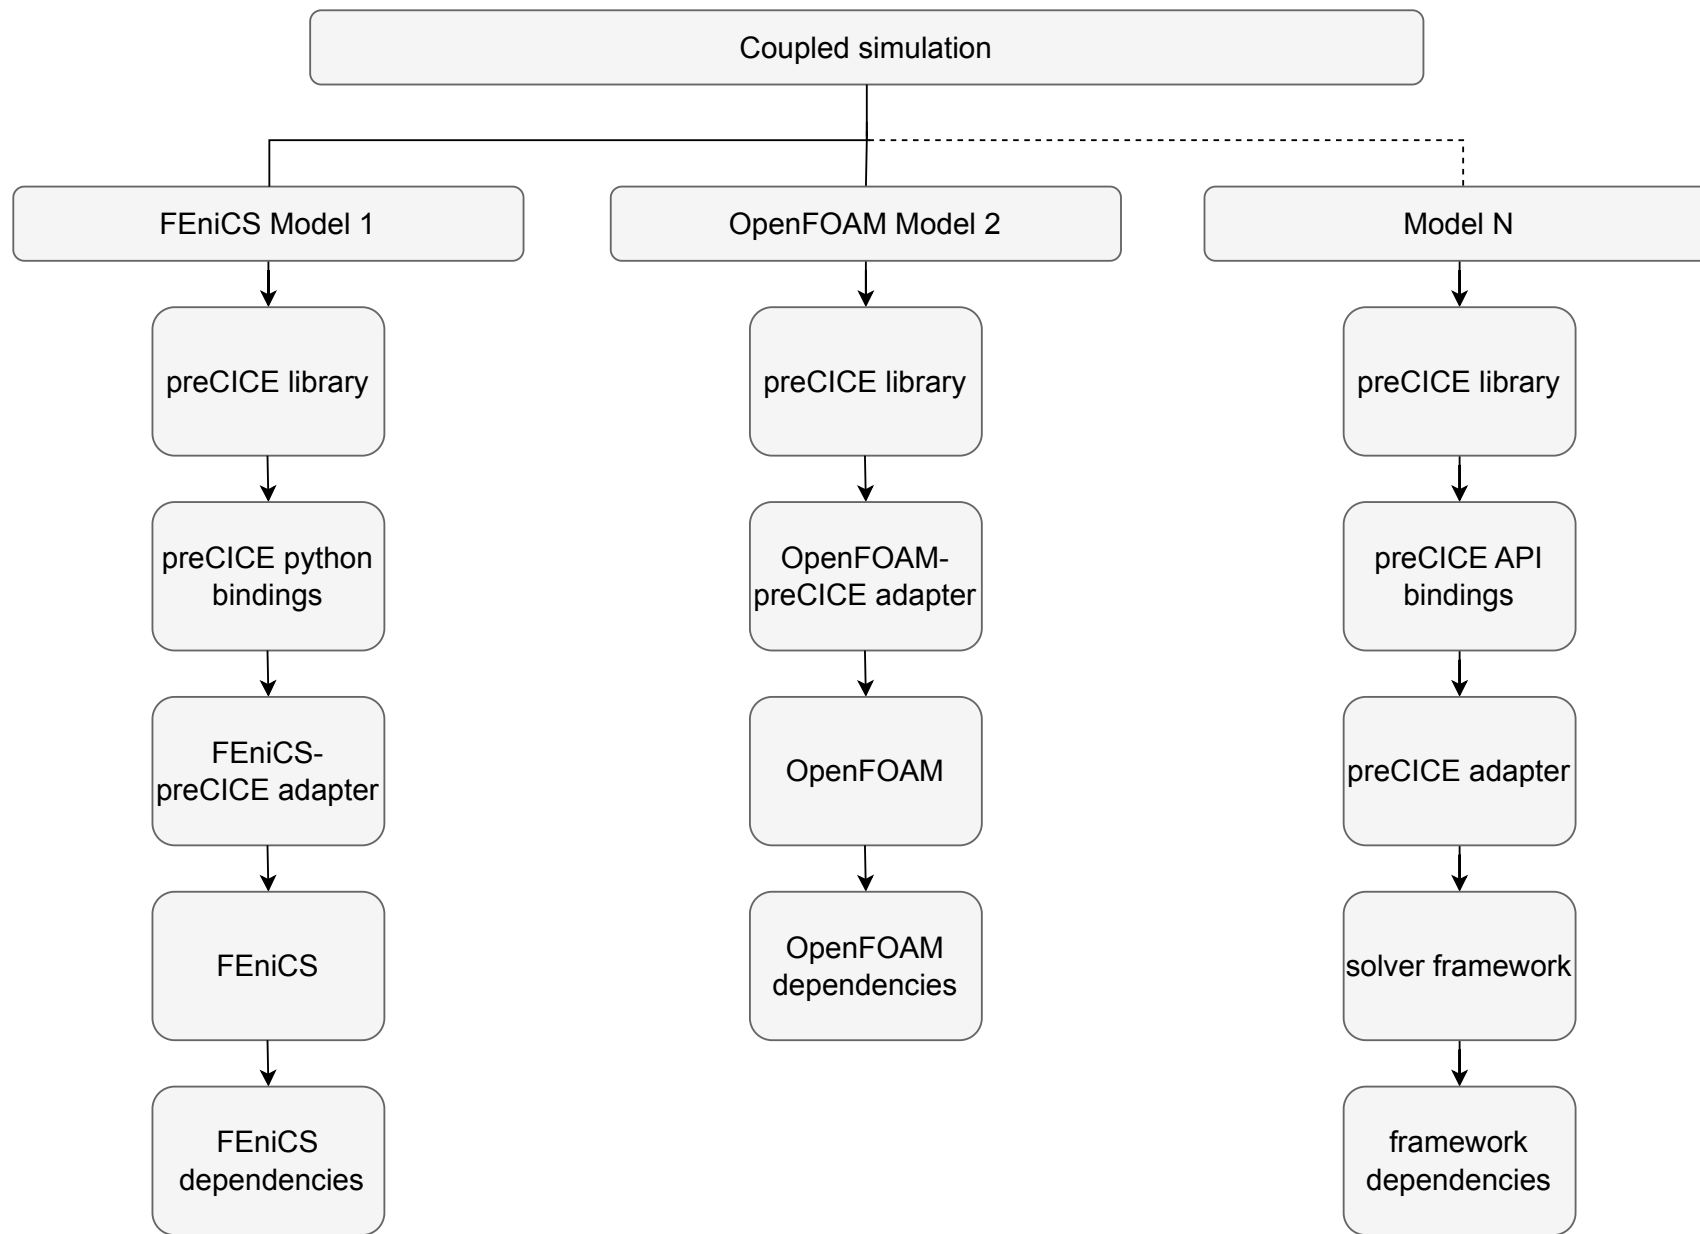 Coupled simulation
FEniCS Model 1
OpenFOAM Model 2
Model N
preCICE library
preCICE library
preCICE library
preCICE python
bindings
OpenFOAM-
preCICE adapter
preCICE API
bindings
FEniCS-
preCICE adapter
OpenFOAM
preCICE adapter
FEniCS
OpenFOAM
dependencies
solver framework
FEniCS
dependencies
framework
dependencies